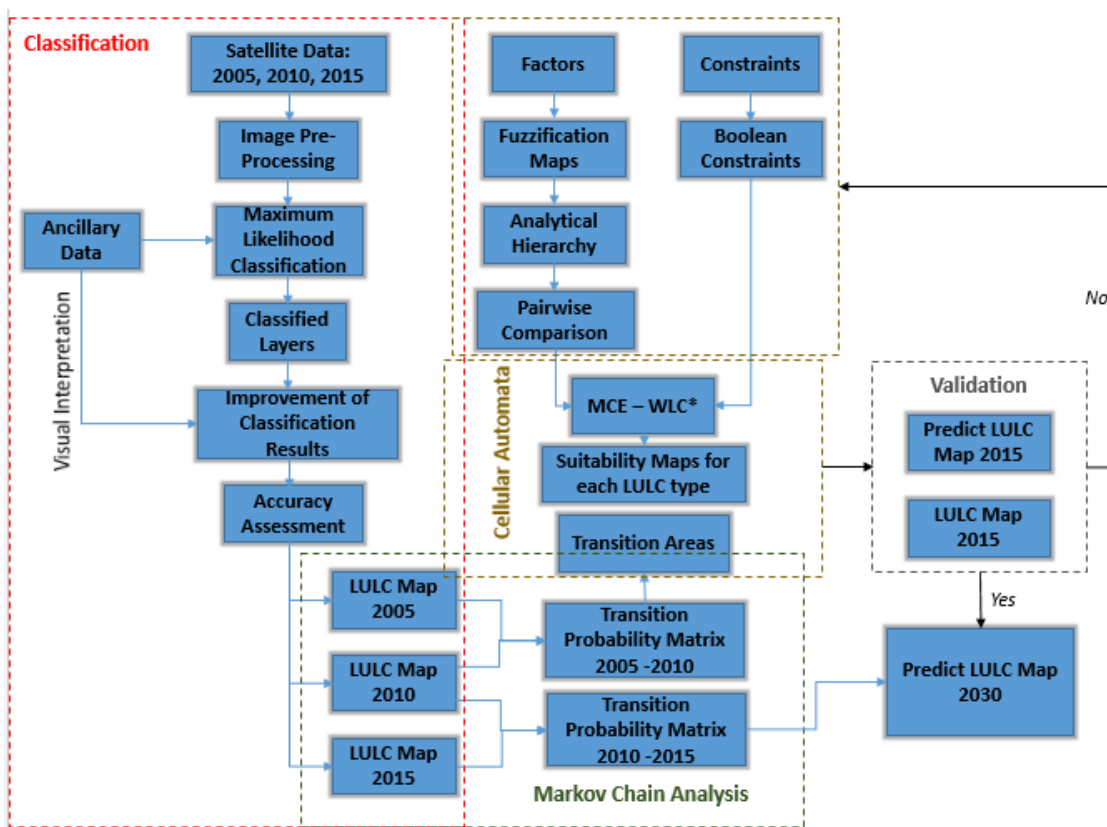 Classification
Satellite Data:
2005, 2010, 2015
Image Pre-
Processing
Ancillary
Data
Maximum
Likelihood
Classification
Visual Interpretation
Classified
Layers
Improvement of
Classification
Results
Accuracy
Assessment
LULC Map
2005
LULC Map
2010
LULC Map
2015
Factors
Constraints
Fuzzification
Maps
Boolean
Constraints
Analytical
Hierarchy
Pairwise
Comparison
Cellular Automata
MCE – WLC*
Suitability Maps for
each LULC type
Transition Areas
Transition
Probability Matrix
2005 -2010
Transition
Probability Matrix
2010 -2015
Markov Chain Analysis
No
Validation
Predict LULC
Map 2015
LULC Map
2015
Yes
Predict LULC Map
2030